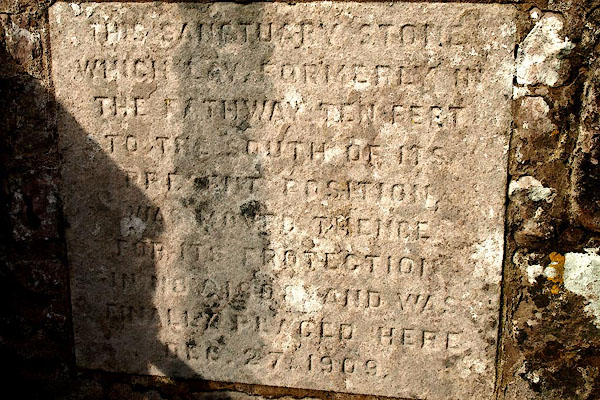 THIS SANCTUARY STONE
WHICH LAY FORMERLY IN
THE PATHWAY TEN FEET
TO THE SOUTH OF ITS
PRESENT POSITION,
WAS MOVED THENCE
FOR ITS PROTECTION
IN AND WAS
FINALLY PLACED HERE
DEC 27. 1909.